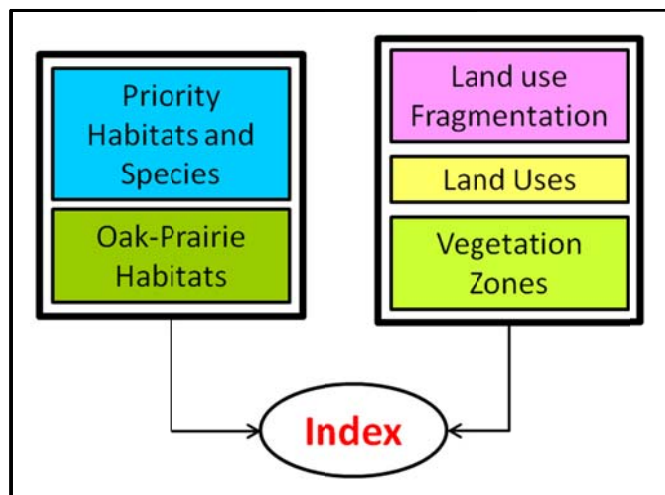 Priority
Habitats and
Species
Oak-Prairie
Habitats
Land use
Fragmentation
Land Uses
Vegetation
Zones
Index